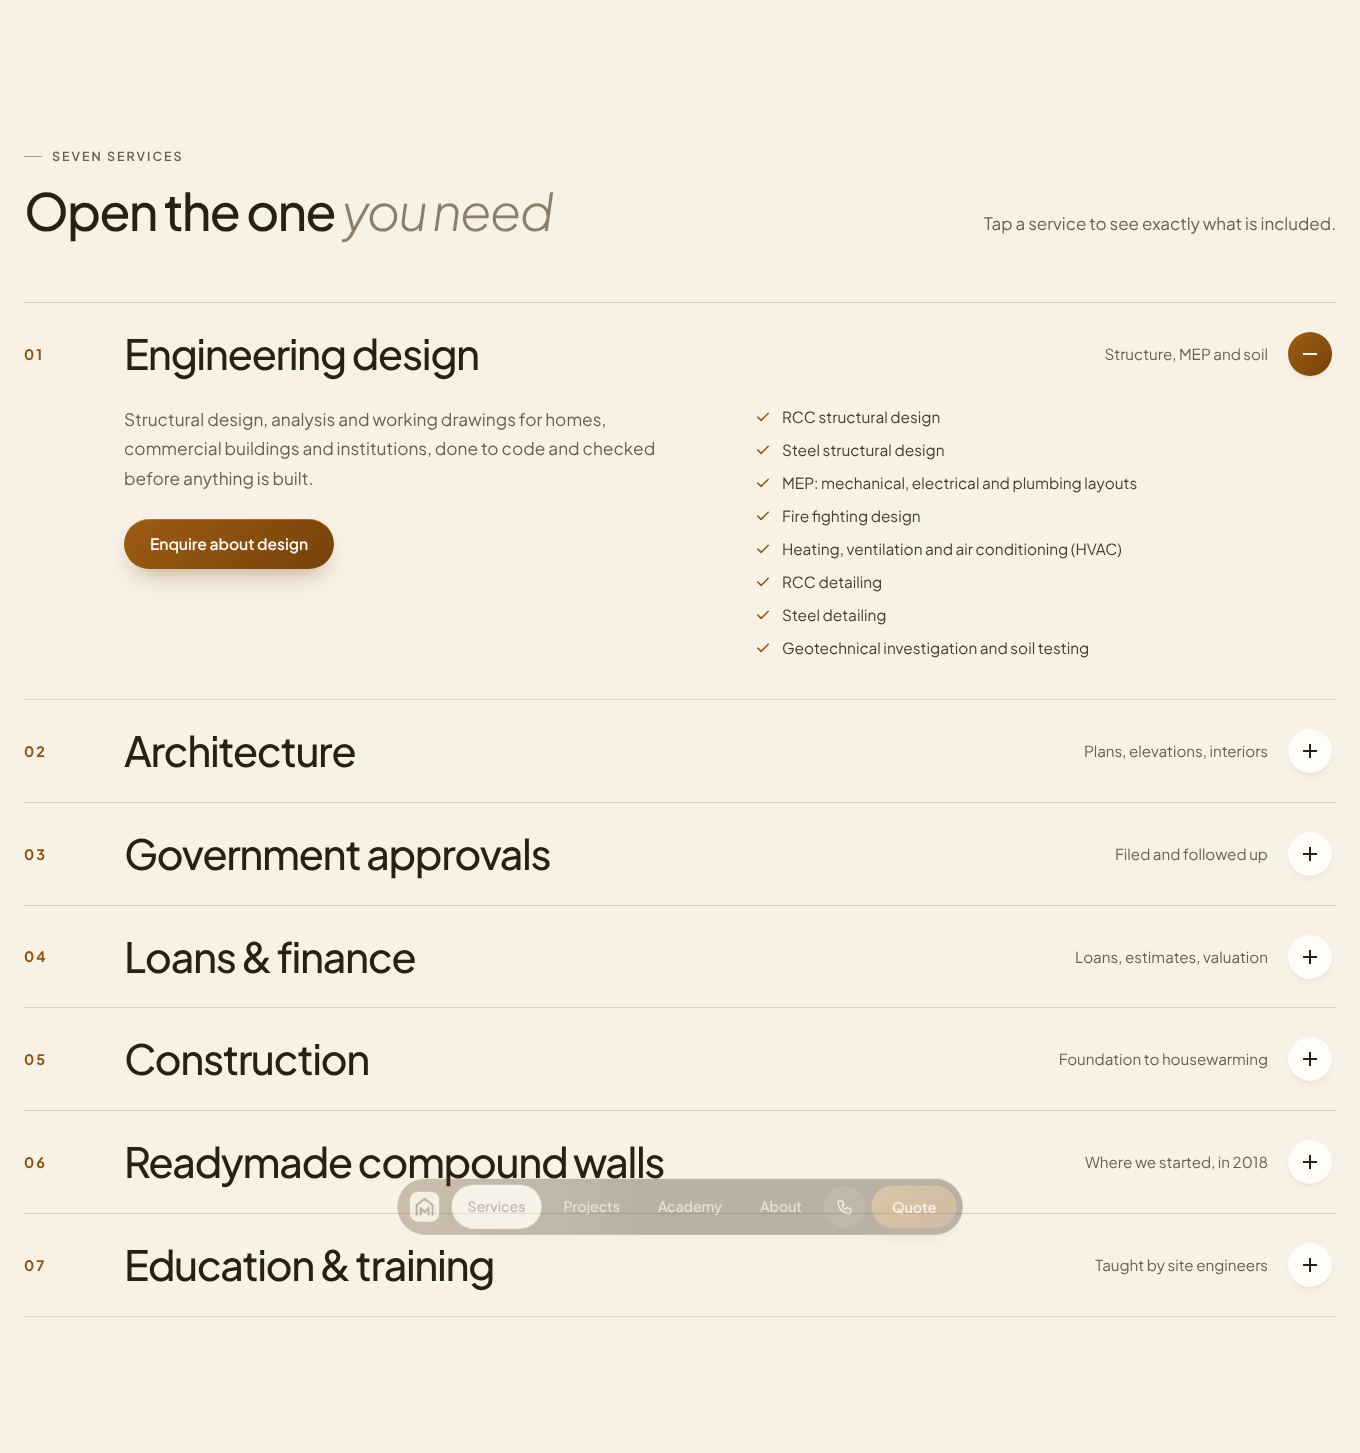 SEVEN SERVICES
Open the one you need
Tap a service to see exactly what is included.
01
Engineering design
Structure, MEP and soil
Structural design, analysis and working drawings for homes,
commercial buildings and institutions, done to code and checked
before anything is built.
Enquire about design
RCC structural design
Steel structural design
MEP: mechanical, electrical and plumbing layouts
Fire fighting design
Heating, ventilation and air conditioning (HVAC)
RCC detailing
Steel detailing
Geotechnical investigation and soil testing
02
Architecture
Plans, elevations, interiors
03
Government approvals
Filed and followed up
04
Loans & finance
Loans, estimates, valuation
05
Construction
Foundation to housewarming
06
Readymade compound walls
Where we started, in 2018
Services Projects Academy About Quote
07
Education & training
Taught by site engineers